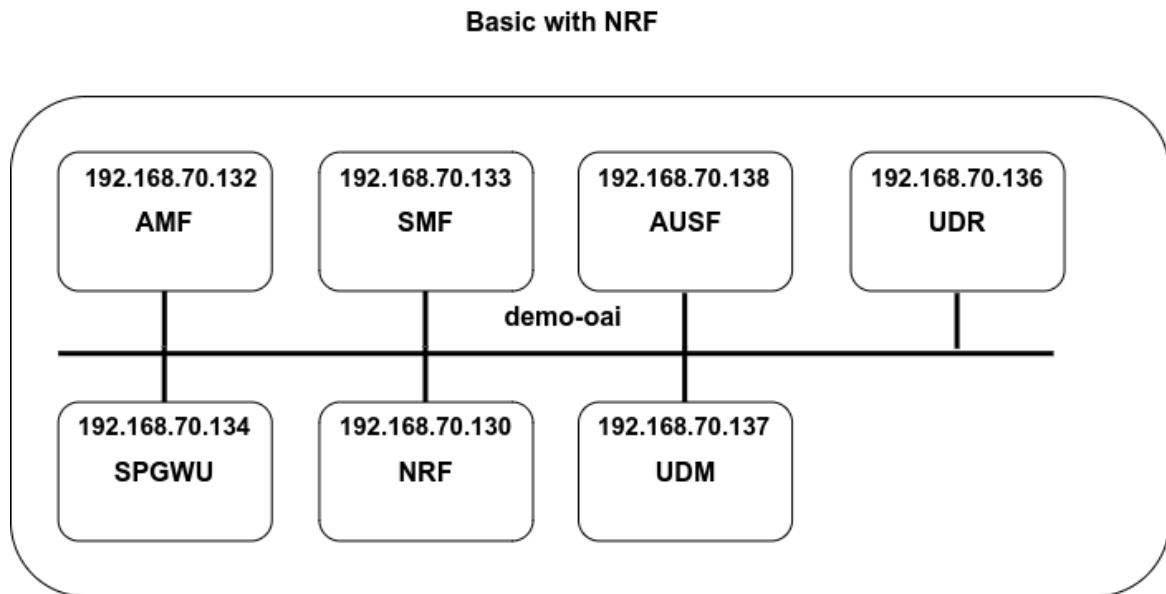 Basic with NRF
192.168.70.132
AMF
192.168.70.133
SMF
192.168.70.138
AUSF
192.168.70.136
UDR
demo-oai
192.168.70.134
SPGWU
192.168.70.130
NRF
192.168.70.137
UDM